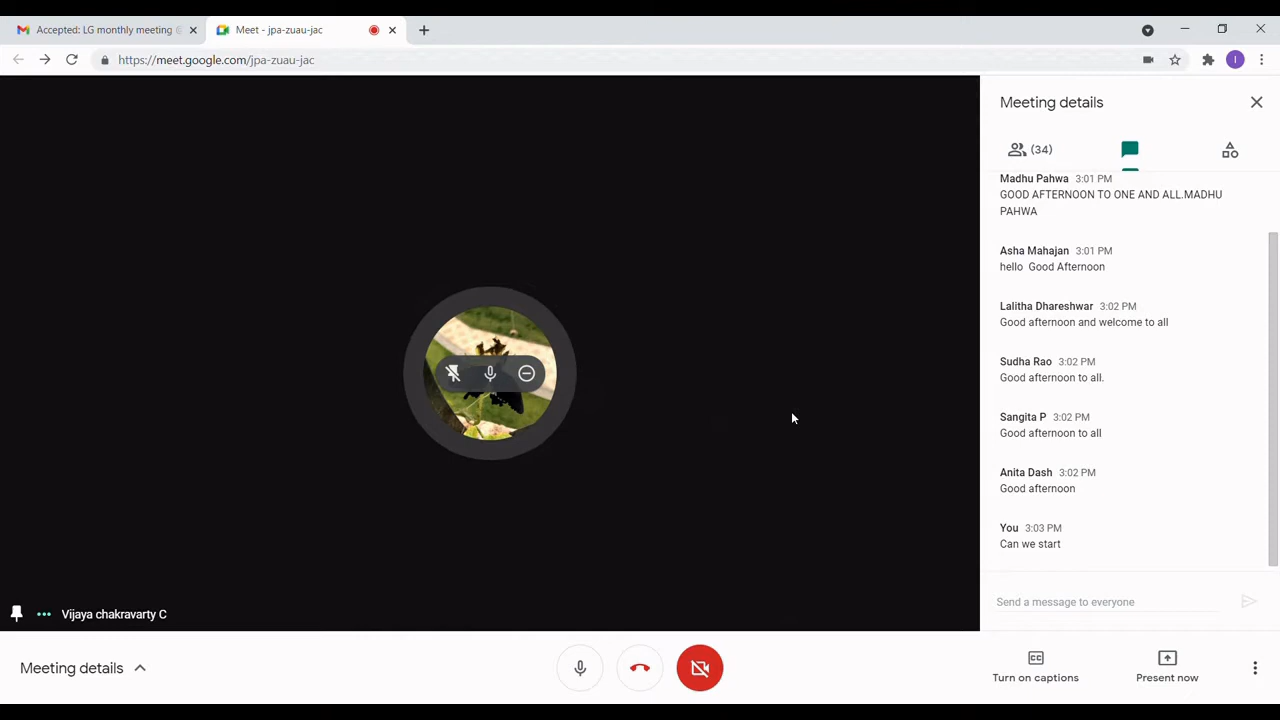 Accepted: LG monthly meeting
Meet - jpa-zuau-jac
https://meet.google.com/jpa-zuau-jac
I
Meeting details
(34)
Madhu Pahwa 3:01 PM
GOOD AFTERNOON TO ONE AND ALL.MADHU
PAHWA
Asha Mahajan 3:01 PM
hello Good Afternoon
Lalitha Dhareshwar 3:02 PM
Good afternoon and welcome to all
Sudha Rao 3:02 PM
Good afternoon to all.
Sangita P 3:02 PM
Good afternoon to all
Anita Dash 3:02 PM
Good afternoon
You 3:03 PM
Can we start
Send a message to everyone
Vijaya chakravarty C
Meeting details
CC
Turn on captions
Present now